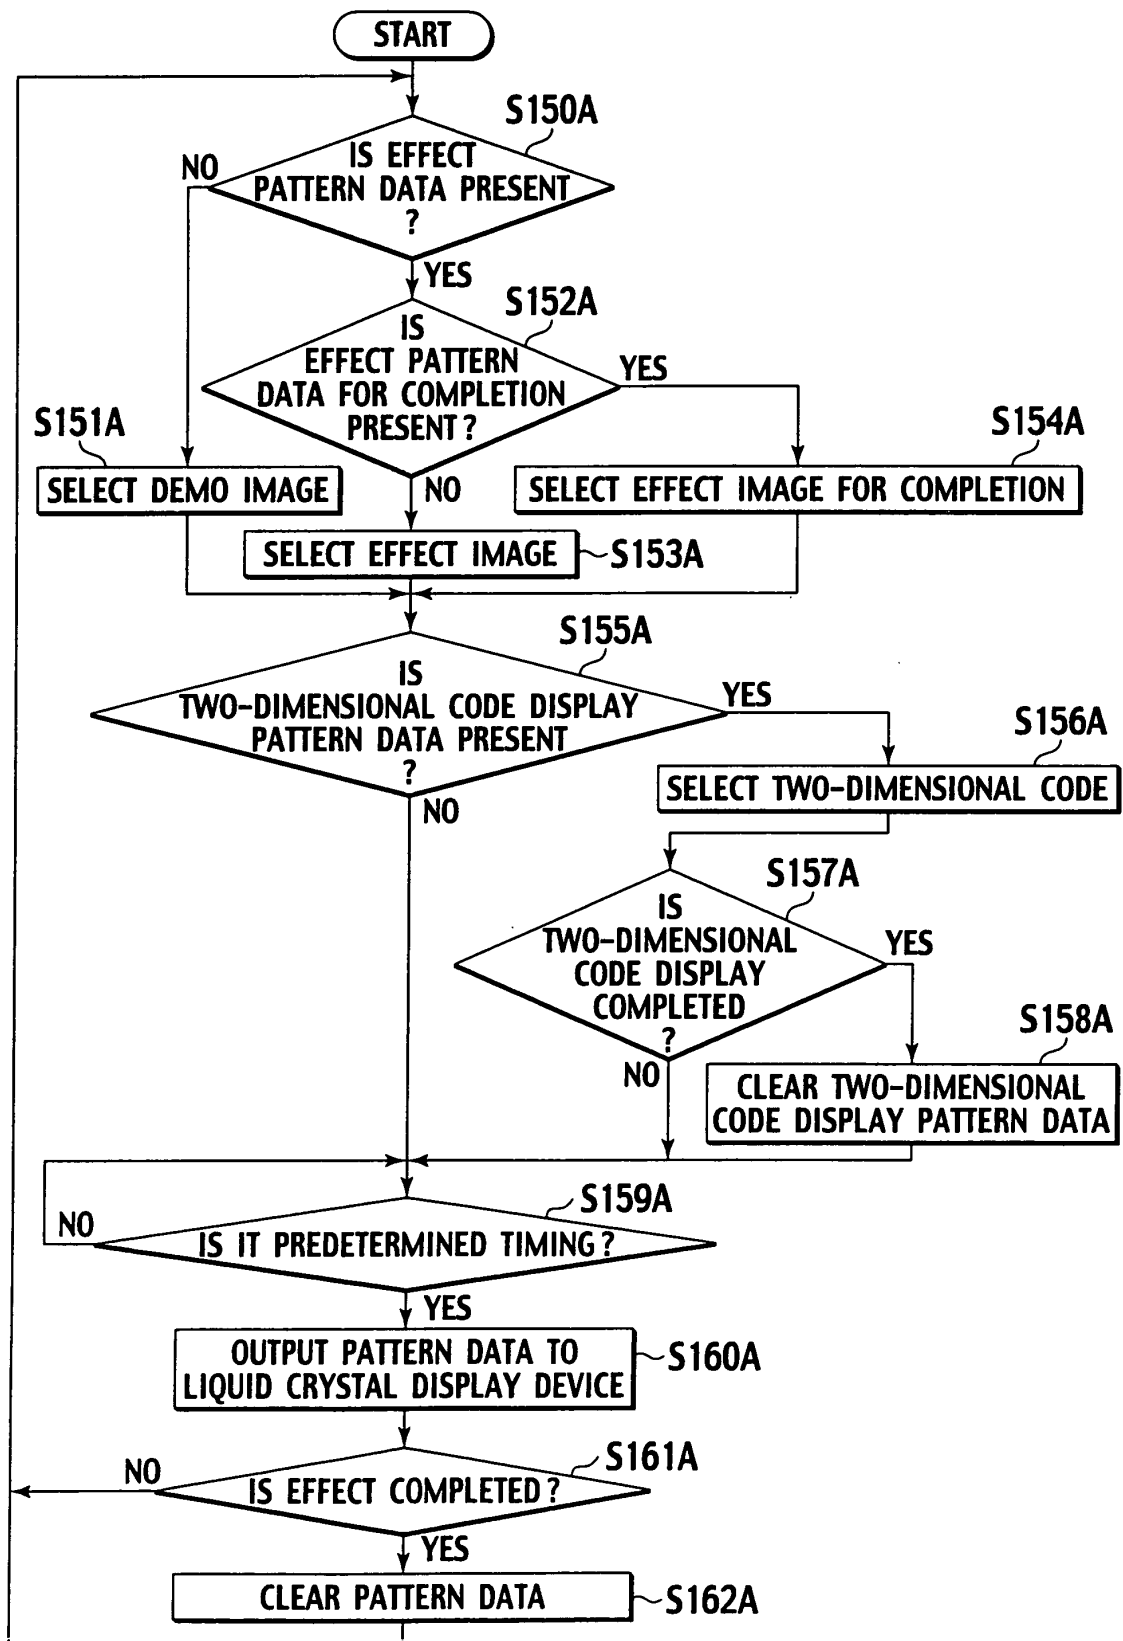 START
S150A
NO
IS EFFECT
PATTERN DATA PRESENT
?
YES
S152A
IS
EFFECT PATTERN
DATA FOR COMPLETION
PRESENT?
YES
S151A
S154A
SELECT DEMO IMAGE
NO
SELECT EFFECT IMAGE FOR COMPLETION
SELECT EFFECT IMAGE
S153A
S155A
IS
TWO-DIMENSIONAL CODE DISPLAY
PATTERN DATA PRESENT
?
YES
NO
S156A
SELECT TWO-DIMENSIONAL CODE
S157A
IS
TWO-DIMENSIONAL
CODE DISPLAY
COMPLETED
?
YES
NO
S158A
CLEAR TWO-DIMENSIONAL
CODE DISPLAY PATTERN DATA
S159A
NO
IS IT PREDETERMINED TIMING?
YES
OUTPUT PATTERN DATA TO
LIQUID CRYSTAL DISPLAY DEVICE
S160A
S161A
NO
IS EFFECT COMPLETED?
YES
CLEAR PATTERN DATA
S162A